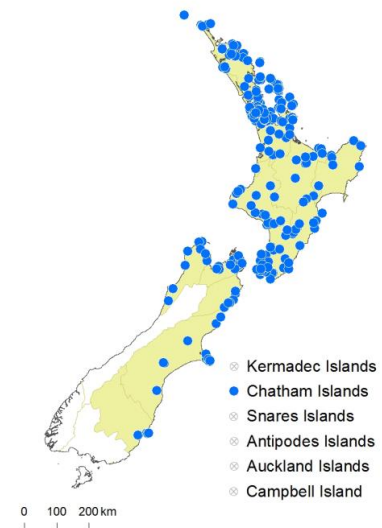 Kermadec Islands
Chatham Islands
Snares Islands
Antipodes Islands
Auckland Islands
Campbell Island
0 100 200 km